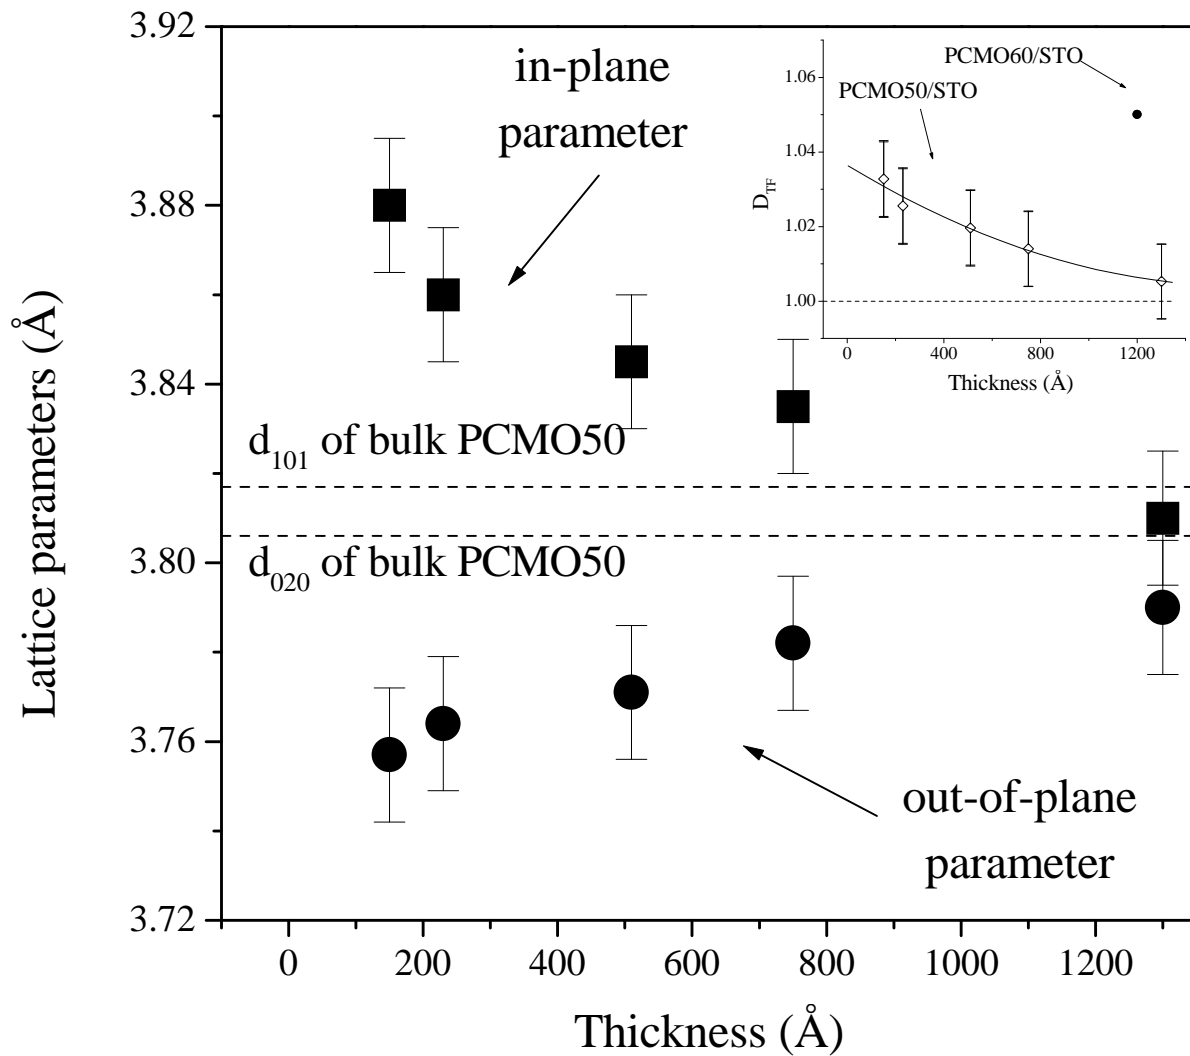 3.92
3.88
3.84
3.80
3.76
3.72
Lattice parameters (Å)
in-plane
parameter
d101 of bulk PCMO50
d020 of bulk PCMO50
out-of-plane
parameter
0 200 400 600 800 1000 1200
Thickness (Å)
PCMO60/STO
PCMO50/STO
1.06
1.04
1.02
1.00
DTF
0 400 800 1200
Thickness (Å)